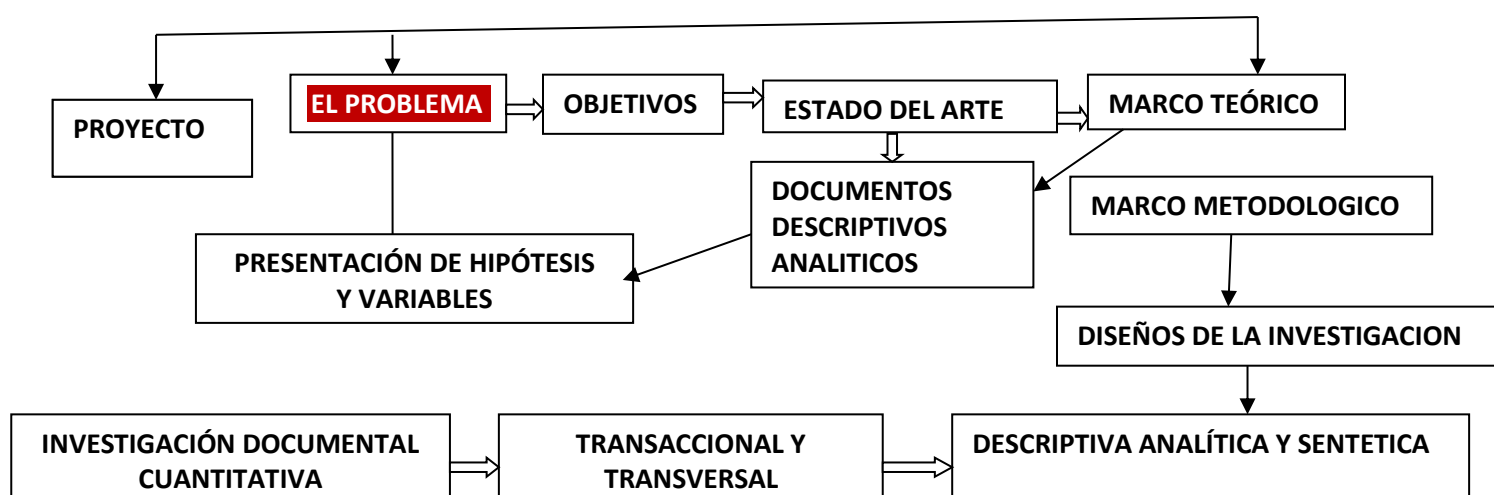 PROYECTO
EL PROBLEMA
OBJETIVOS
ESTADO DEL ARTE
MARCO TEÓRICO
DOCUMENTOS
DESCRIPTIVOS
ANALITICOS
MARCO METODOLOGICO
PRESENTACIÓN DE HIPÓTESIS
Y VARIABLES
DISEÑOS DE LA INVESTIGACION
INVESTIGACIÓN DOCUMENTAL
CUANTITATIVA
TRANSACCIONAL Y
TRANSVERSAL
DESCRIPTIVA ANALÍTICA Y SENTETICA